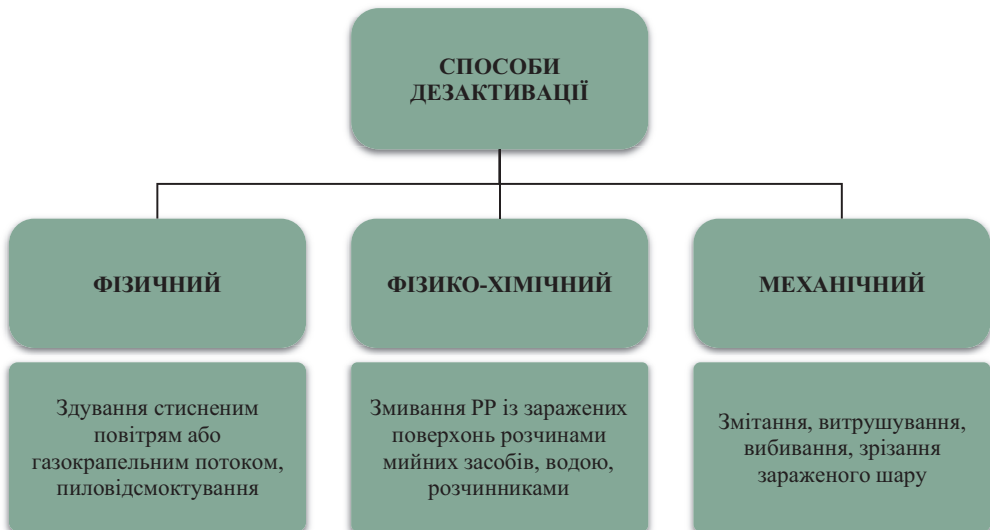 СПОСОБИ
ДЕЗАКТИВАЦІЇ
ФІЗИЧНИЙ
ФІЗИКО-ХІМІЧНИЙ
МЕХАНІЧНИЙ
Здування стисненим
повітрям або
газокрапельним потоком,
пиловідсмоктування
Змивання РР із заражених
поверхонь розчинами
мийних засобів, водою,
розчинниками
Змітання, витрушування,
вибивання, зрізання
зараженого шару